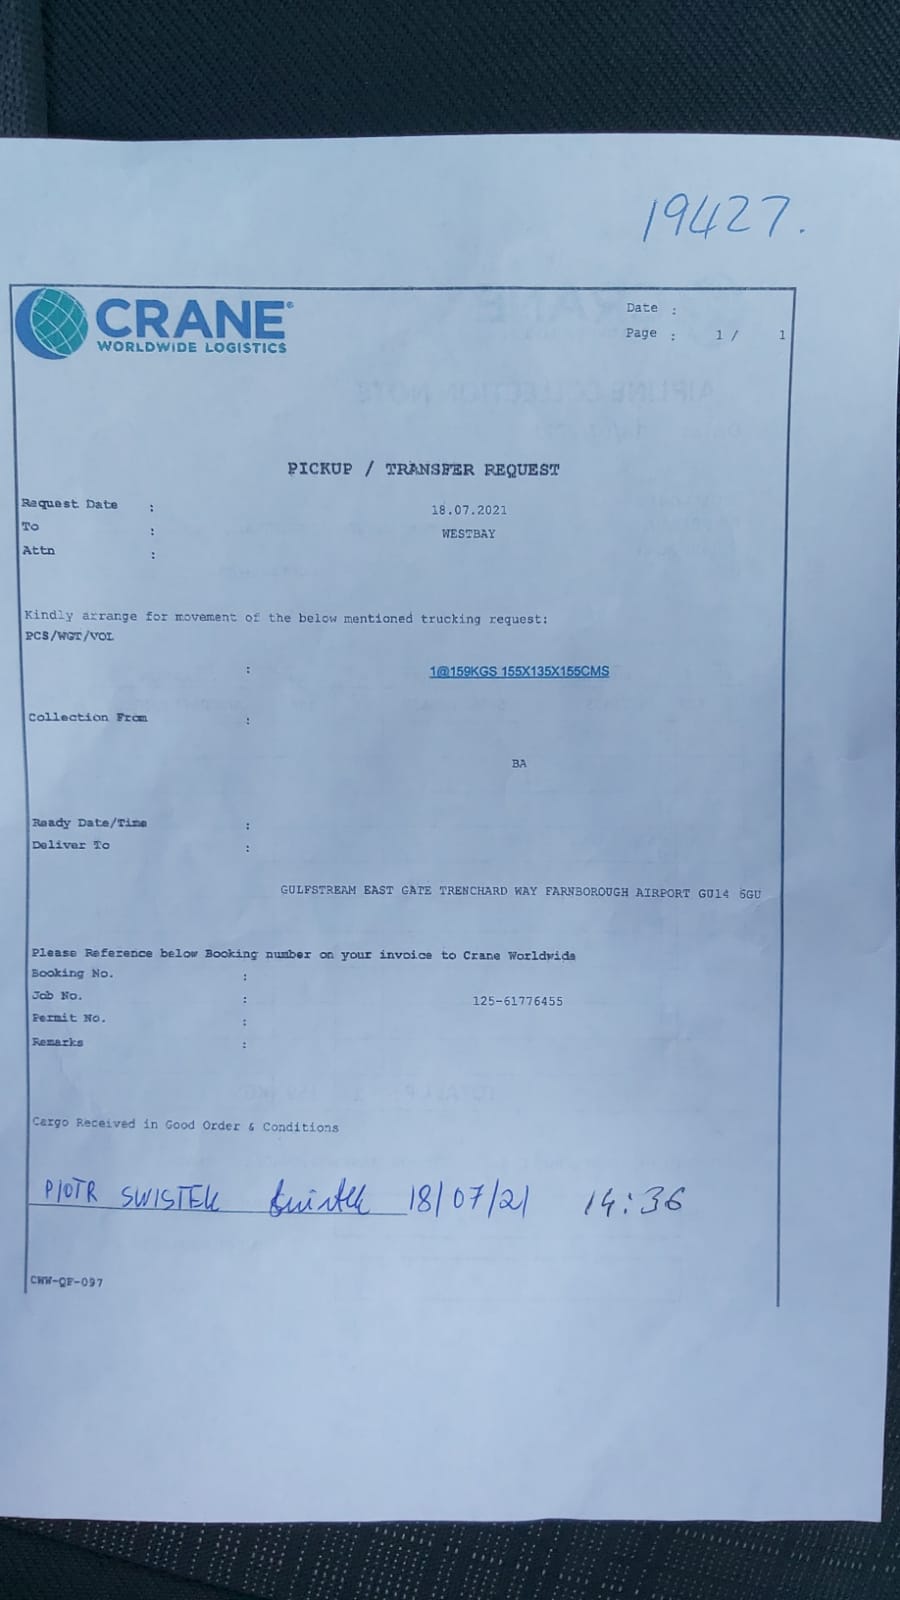 19427.
CRANE®
WORLDWIDE LOGISTICS
Date :
Page : 1 / 1
PICKUP / TRANSFER REQUEST
Request Date : 18.07.2021
To : WESTBAY
Attn :
Kindly arrange for movement of the below mentioned trucking request:
PCS/WGT/VOL
: 1@159KGS 155X135X155CMS
Collection From :
BA
Ready Date/Time :
Deliver To :
GULFSTREAM EAST GATE TRENCHARD WAY FARNBOROUGH AIRPORT GU14 6GU
Please Reference below Booking number on your invoice to Crane Worldwide
Booking No. :
Job No. : 125-61776455
Permit No. :
Remarks :
Cargo Received in Good Order & Conditions
PIOTR SWISTEK 18/07/21 14:36
CWW-QF-097